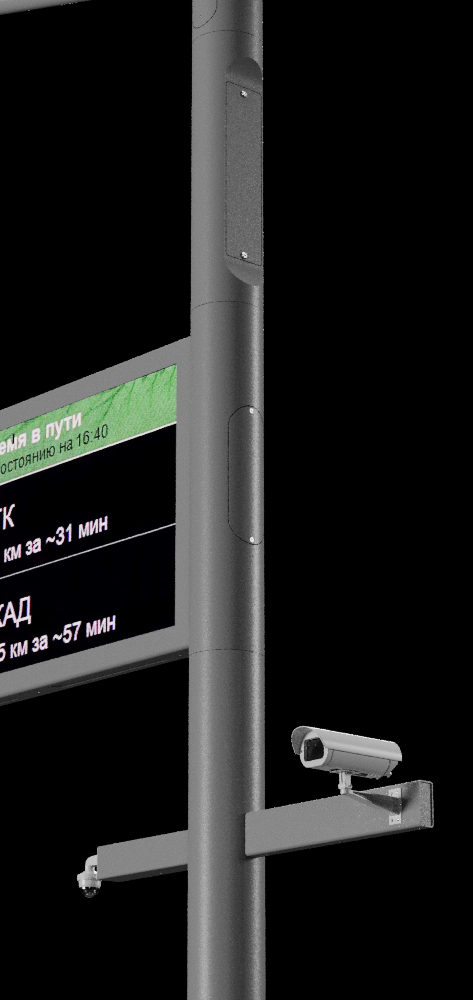 емя в пути
остоянию на 16:40
ТК
км за ~31 мин
КАД
5 км за ~57 мин